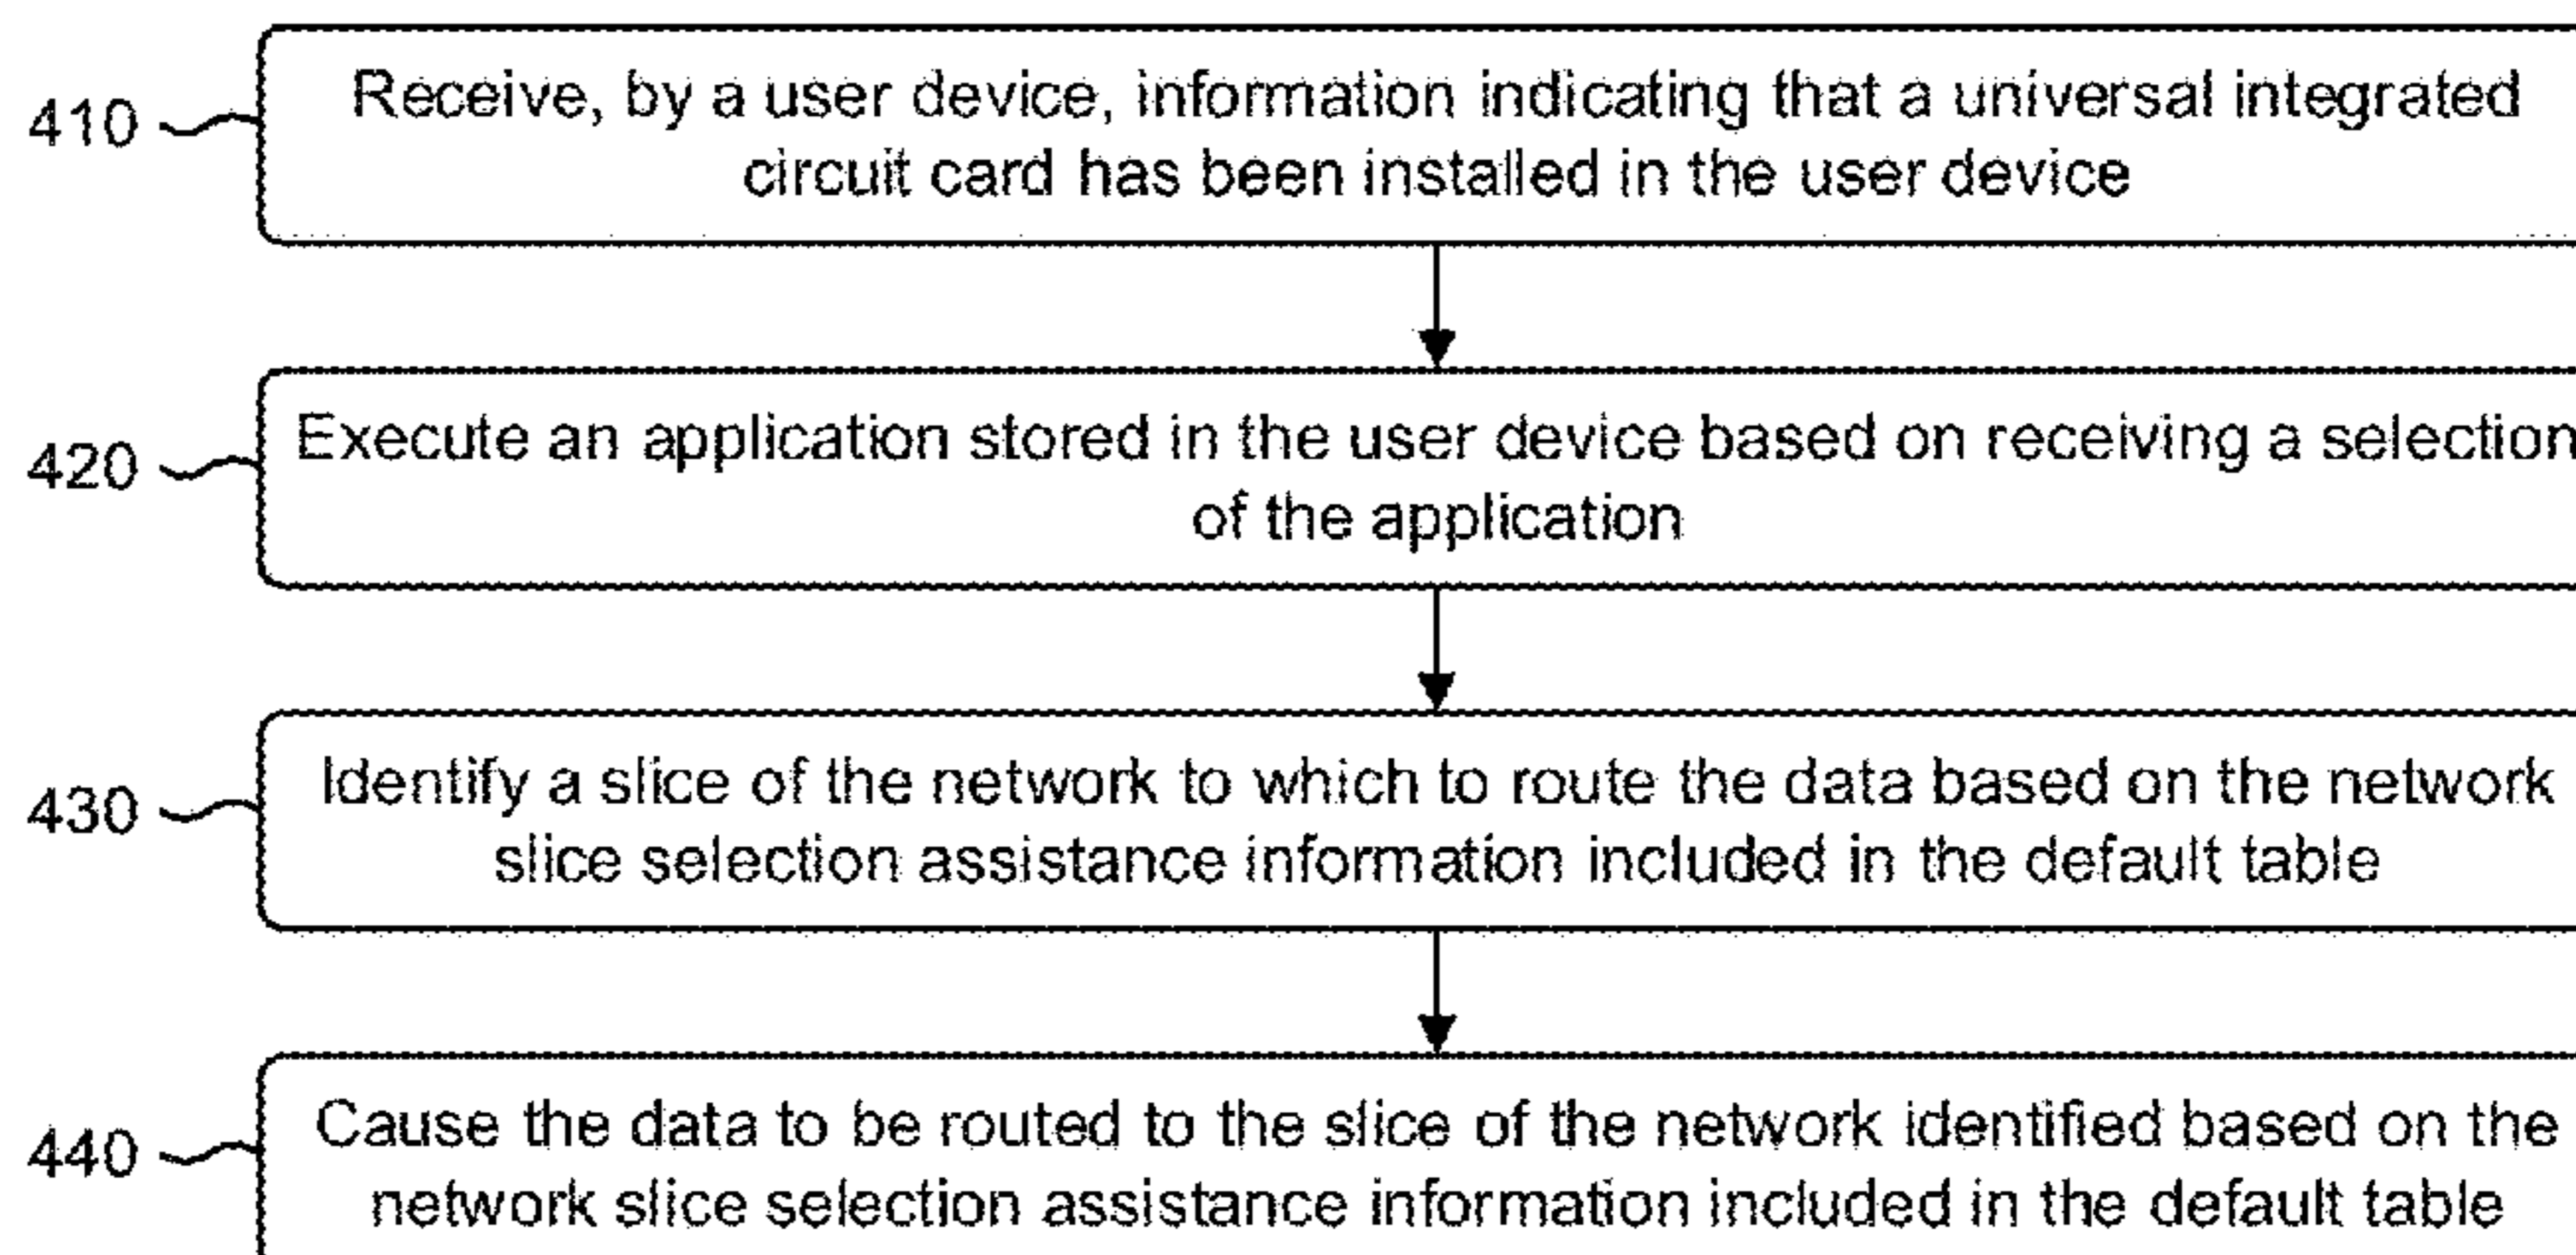 410
Receive, by a user device, information indicating that a universal integrated
circuit card has been installed in the user device
420
Execute an application stored in the user device based on receiving a selection
of the application
430
Identify a slice of the network to which to route the data based on the network
slice selection assistance information included in the default table
440
Cause the data to be routed to the slice of the network identified based on the
network slice selection assistance information included in the default table